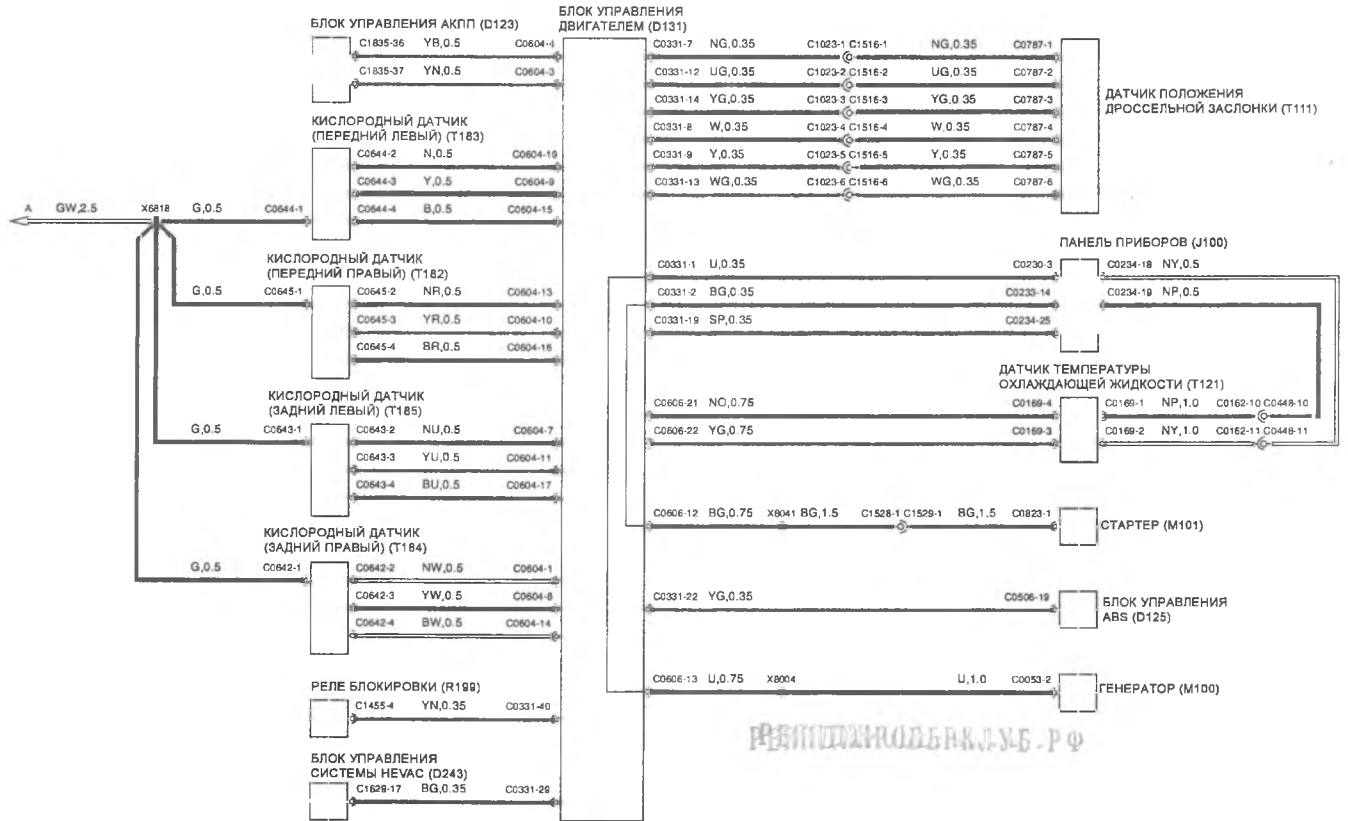 БЛОК УПРАВЛЕНИЯ АКПП (D123)
C1835-36 YB,0.5 C0604-4
C1835-37 YN,0.5 C0604-3
КИСЛОРОДНЫЙ ДАТЧИК
(ПЕРЕДНИЙ ЛЕВЫЙ) (T183)
C0644-2 N,0.5 C0604-19
C0644-3 Y,0.5 C0604-9
C0644-4 B,0.5 C0604-15
A GW,2.5 X6818 G,0.5 C0644-1
КИСЛОРОДНЫЙ ДАТЧИК
(ПЕРЕДНИЙ ПРАВЫЙ) (T182)
G,0.5 C0645-1 C0645-2 NR,0.5 C0604-13
C0645-3 YR,0.5 C0604-10
C0645-4 BR,0.5 C0604-16
КИСЛОРОДНЫЙ ДАТЧИК
(ЗАДНИЙ ЛЕВЫЙ) (T185)
G,0.5 C0643-1 C0643-2 NU,0.5 C0604-7
C0643-3 YU,0.5 C0604-11
C0643-4 BU,0.5 C0604-17
КИСЛОРОДНЫЙ ДАТЧИК
(ЗАДНИЙ ПРАВЫЙ) (T184)
G,0.5 C0642-1 C0642-2 NW,0.5 C0604-1
C0642-3 YW,0.5 C0604-8
C0642-4 BW,0.5 C0604-14
РЕЛЕ БЛОКИРОВКИ (R199)
C1455-4 YN,0.35 C0331-40
БЛОК УПРАВЛЕНИЯ
СИСТЕМЫ HEVAC (D243)
C1629-17 BG,0.35 C0331-29
БЛОК УПРАВЛЕНИЯ
ДВИГАТЕЛЕМ (D131)
C0331-7 NG,0.35 C1023-1 C1516-1 NG,0.35 C0787-1
C0331-12 UG,0.35 C1023-2 C1516-2 UG,0.35 C0787-2
C0331-14 YG,0.35 C1023-3 C1516-3 YG,0.35 C0787-3
C0331-8 W,0.35 C1023-4 C1516-4 W,0.35 C0787-4
C0331-9 Y,0.35 C1023-5 C1516-5 Y,0.35 C0787-5
C0331-13 WG,0.35 C1023-6 C1516-6 WG,0.35 C0787-6
ДАТЧИК ПОЛОЖЕНИЯ
ДРОССЕЛЬНОЙ ЗАСЛОНКИ (T111)
ПАНЕЛЬ ПРИБОРОВ (J100)
C0331-1 U,0.35 C0230-3 C0234-18 NY,0.5
C0331-2 BG,0.35 C0233-14 C0234-19 NP,0.5
C0331-19 SP,0.35 C0234-25
ДАТЧИК ТЕМПЕРАТУРЫ
ОХЛАЖДАЮЩЕЙ ЖИДКОСТИ (T121)
C0606-21 NO,0.75 C0169-4 C0169-1 NP,1.0 C0162-10 C0448-10
C0606-22 YG,0.75 C0169-3 C0169-2 NY,1.0 C0162-11 C0448-11
C0606-12 BG,0.75 X8041 BG,1.5 C1528-1 C1529-1 BG,1.5 C0823-1
СТАРТЕР (M101)
C0331-22 YG,0.35 C0506-19
БЛОК УПРАВЛЕНИЯ
ABS (D125)
C0606-13 U,0.75 X8004 U,1.0 C0053-2
ГЕНЕРАТОР (M100)